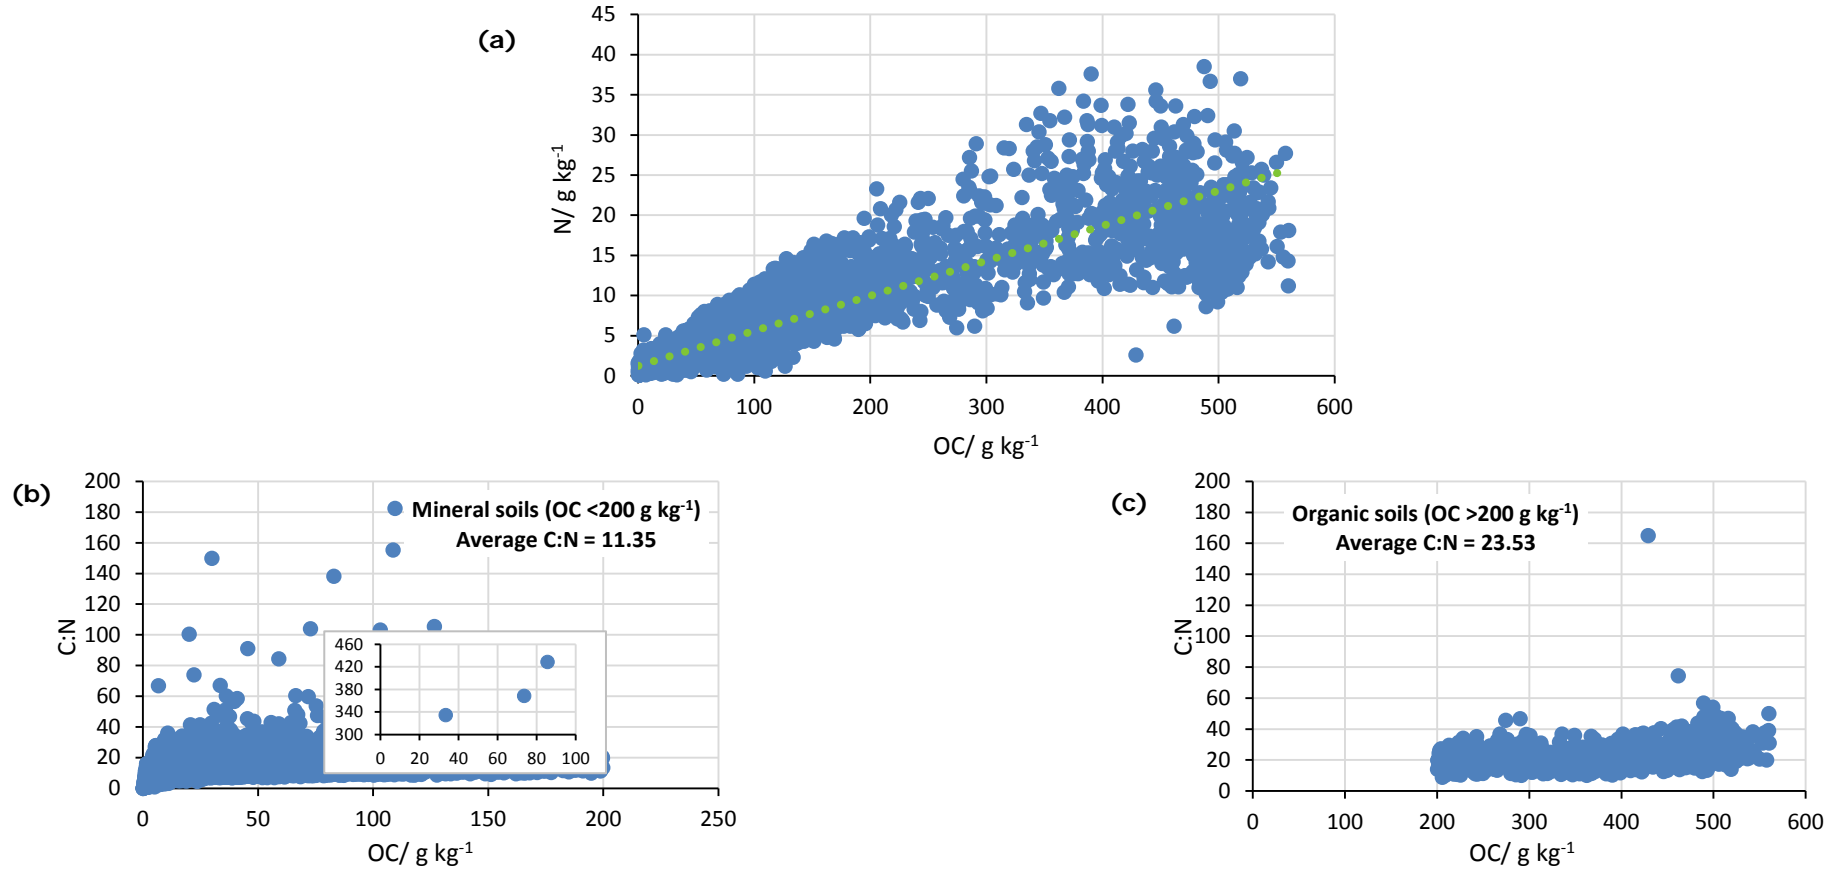 (a)
45
40
35
30
25
20
15
10
5
0
N/ g kg⁻¹
0 100 200 300 400 500 600
OC/ g kg⁻¹
(b)
200
180
160
140
120
100
80
60
40
20
0
C:N
Mineral soils (OC <200 g kg⁻¹)
Average C:N = 11.35
460
420
380
340
300
0 20 40 60 80 100
0 50 100 150 200 250
OC/ g kg⁻¹
(c)
200
180
160
140
120
100
80
60
40
20
0
C:N
Organic soils (OC >200 g kg⁻¹)
Average C:N = 23.53
0 100 200 300 400 500 600
OC/ g kg⁻¹